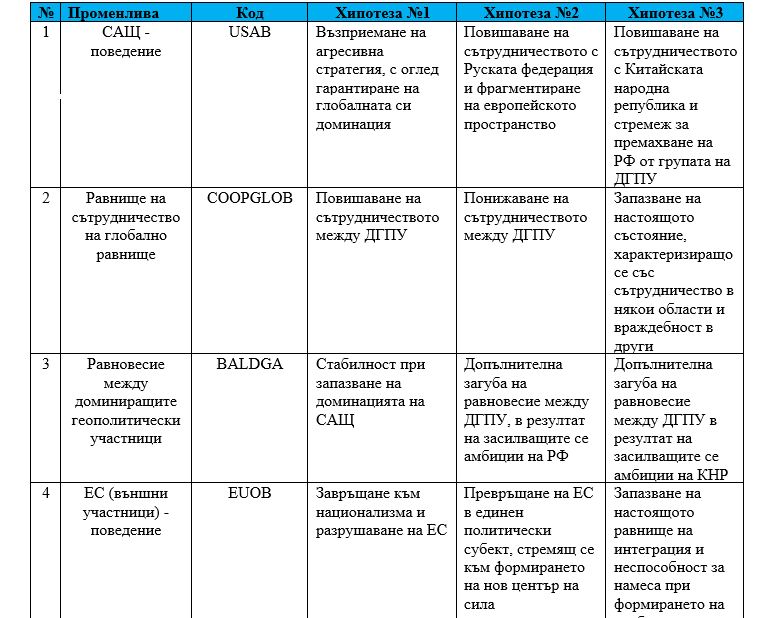 № Променлива Код Хипотеза №1 Хипотеза №2 Хипотеза №3
1 САЩ - USAB Възприемане на Повишаване на Повишаване на
поведение агресивна сътрудничеството с сътрудничеството
стратегия, с оглед Руската федерация с Китайската
гарантиране на и фрагментиране народна
глобалната си на европейското република и
доминация пространство стремеж за
премахване на
РФ от групата на
ДГПУ
2 Равнище на COOPGLOB Повишаване на Понижаване на Запазване на
сътрудничество сътрудничеството сътрудничеството настоящото
на глобално между ДГПУ между ДГПУ състояние,
равнище характеризиращо
се със
сътрудничество в
някои области и
враждебност в
други
3 Равновесие BALDGA Стабилност при Допълнителна Допълнителна
между запазване на загуба на загуба на
доминиращите доминацията на равновесие между равновесие
геополитически САЩ ДГПУ, в резултат между ДГПУ в
участници на засилващите се резултат на
амбиции на РФ засилващите се
амбиции на КНР
4 ЕС (външни EUOB Завръщане към Превръщане на ЕС Запазване на
участници) - национализма и в единен настоящото
поведение разрушаване на ЕС политически равнище на
субект, стремящ се интеграция и
към формирането неспособност за
на нов център на намеса при
сила формирането на